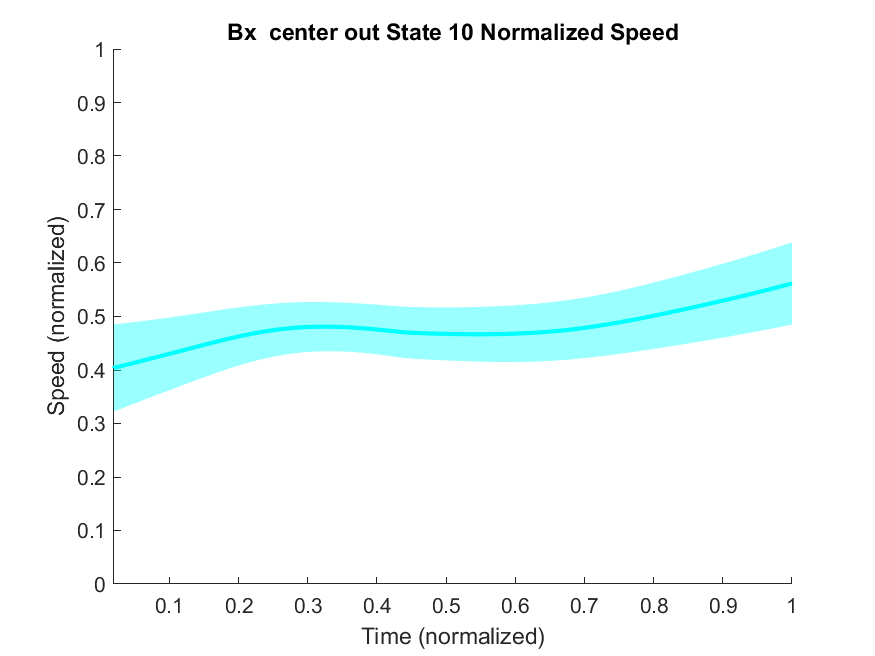 Bx  center out State 10 Normalized Speed
1
0.9
0.8
0.7
0.6
0.5
0.4
0.3
0.2
0.1
0
Speed (normalized)
0.1 0.2 0.3 0.4 0.5 0.6 0.7 0.8 0.9 1
Time (normalized)